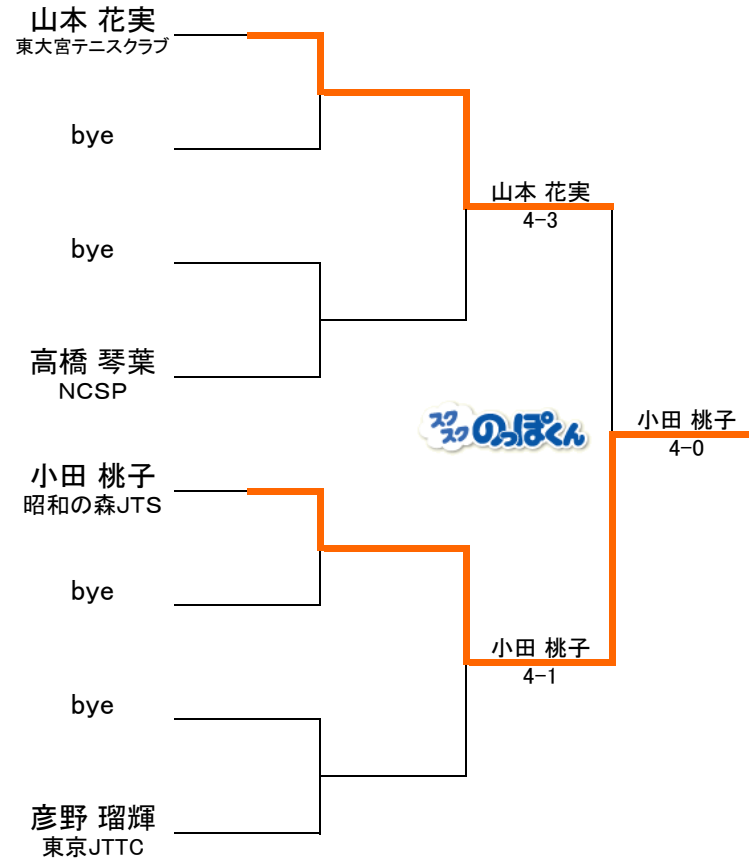 山本 花実
東大宮テニスクラブ
bye
山本 花実
4-3
bye
高橋 琴葉
NCSP
スクスク のっぽくん
小田 桃子
4-0
小田 桃子
昭和の森JTS
bye
小田 桃子
4-1
bye
彦野 瑠輝
東京JTTC